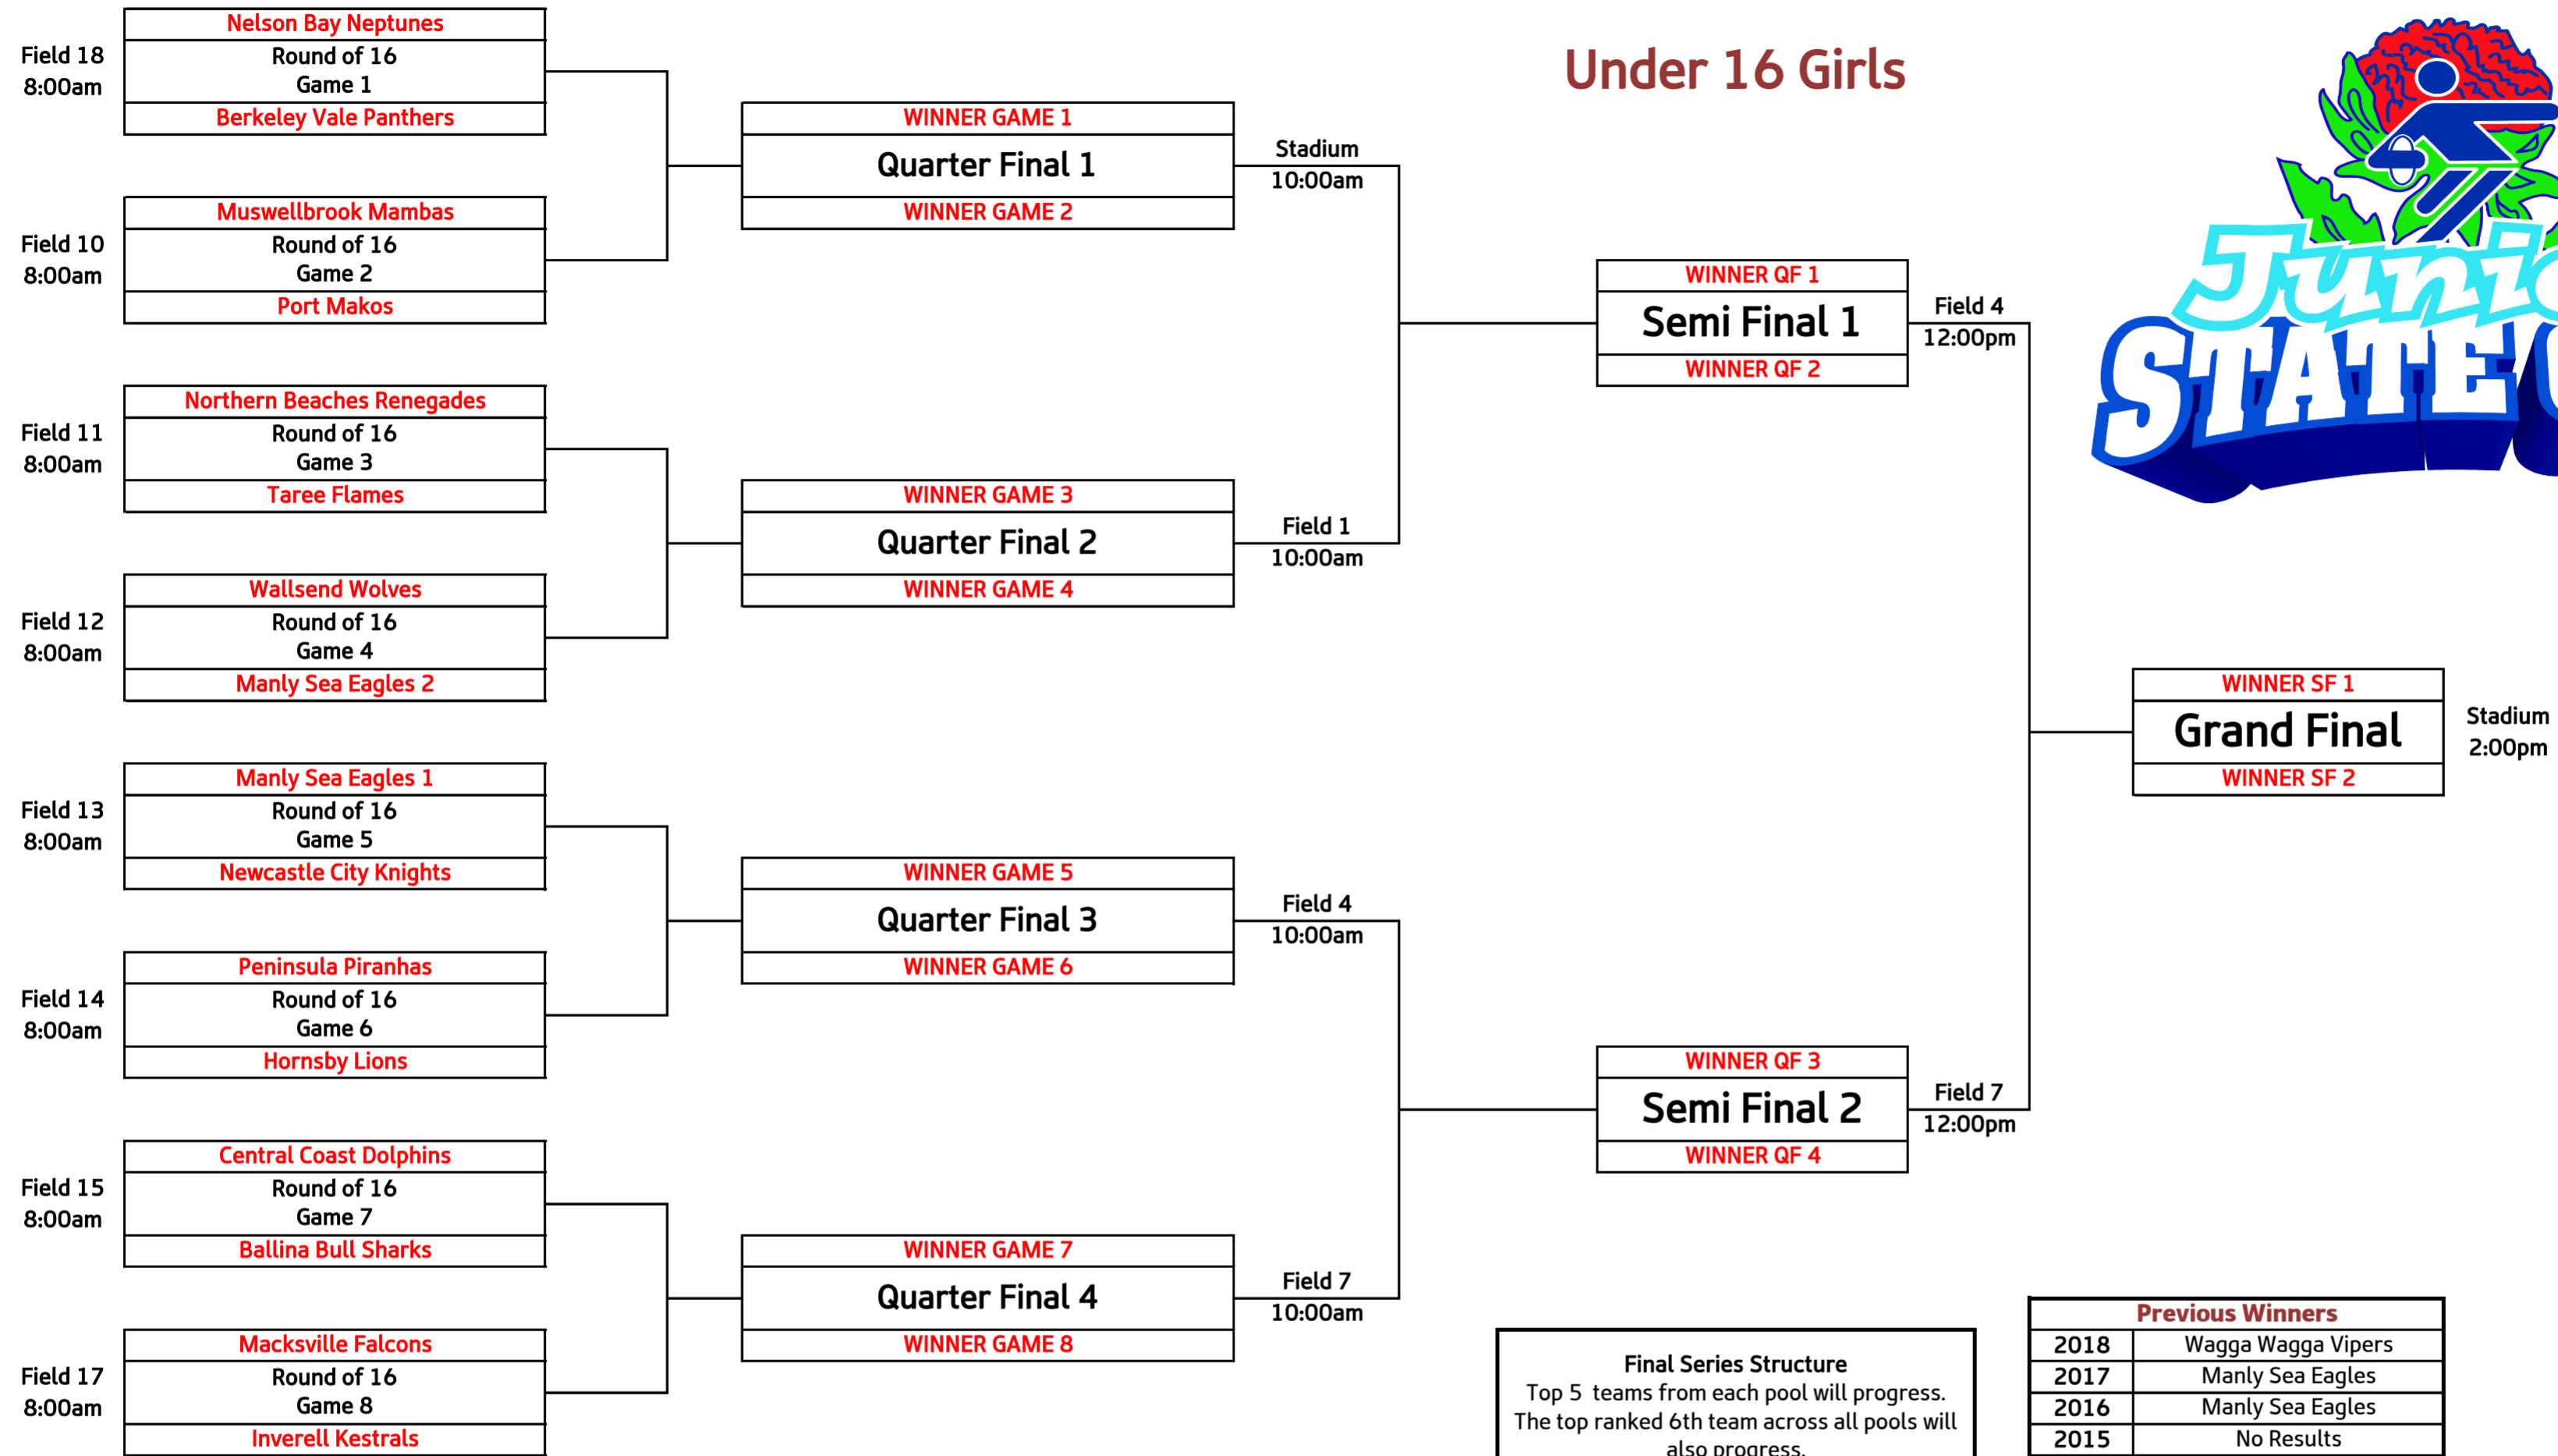 Under 16 Girls
Nelson Bay Neptunes
Field 18
8:00am
Round of 16
Game 1
Berkeley Vale Panthers
Muswellbrook Mambas
Field 10
8:00am
Round of 16
Game 2
Port Makos
Northern Beaches Renegades
Field 11
8:00am
Round of 16
Game 3
Taree Flames
Wallsend Wolves
Field 12
8:00am
Round of 16
Game 4
Manly Sea Eagles 2
Manly Sea Eagles 1
Field 13
8:00am
Round of 16
Game 5
Newcastle City Knights
Peninsula Piranhas
Field 14
8:00am
Round of 16
Game 6
Hornsby Lions
Central Coast Dolphins
Field 15
8:00am
Round of 16
Game 7
Ballina Bull Sharks
Macksville Falcons
Field 17
8:00am
Round of 16
Game 8
Inverell Kestrals
WINNER GAME 1
Quarter Final 1
WINNER GAME 2
Stadium
10:00am
WINNER GAME 3
Quarter Final 2
WINNER GAME 4
Field 1
10:00am
WINNER GAME 5
Quarter Final 3
WINNER GAME 6
Field 4
10:00am
WINNER GAME 7
Quarter Final 4
WINNER GAME 8
Field 7
10:00am
WINNER QF 1
Semi Final 1
WINNER QF 2
Field 4
12:00pm
WINNER QF 3
Semi Final 2
WINNER QF 4
Field 7
12:00pm
WINNER SF 1
Grand Final
WINNER SF 2
Stadium
2:00pm
STATE
Final Series Structure
Top 5 teams from each pool will progress.
The top ranked 6th team across all pools will
also progress.
Previous Winners
2018 Wagga Wagga Vipers
2017 Manly Sea Eagles
2016 Manly Sea Eagles
2015 No Results